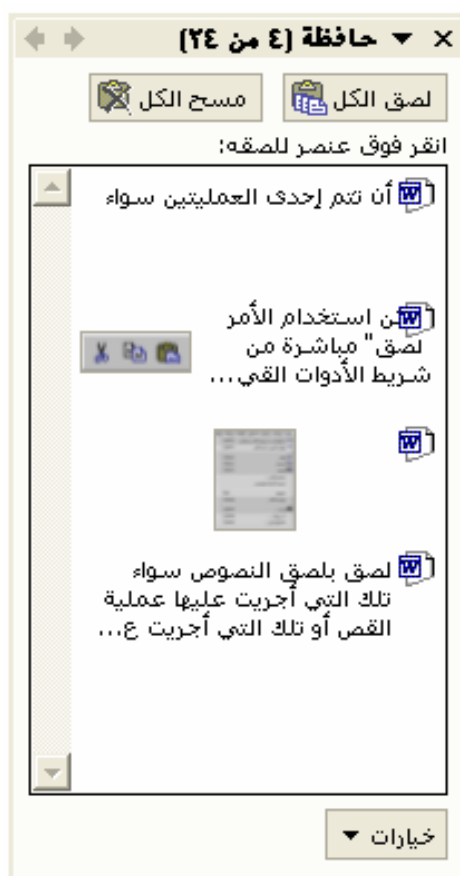 حافظة (٤ من ٢٤)
لصق الكل مسح الكل
انقر فوق عنصر للصقه:
أن تتم إحدى العمليتين سواء
استخدام الأمر
لصق" مباشرة من
شريط الأدوات القي...
لصق بلصق النصوص سواء
تلك التي أجريت عليها عملية
القص أو تلك التي أجريت ع...
خيارات